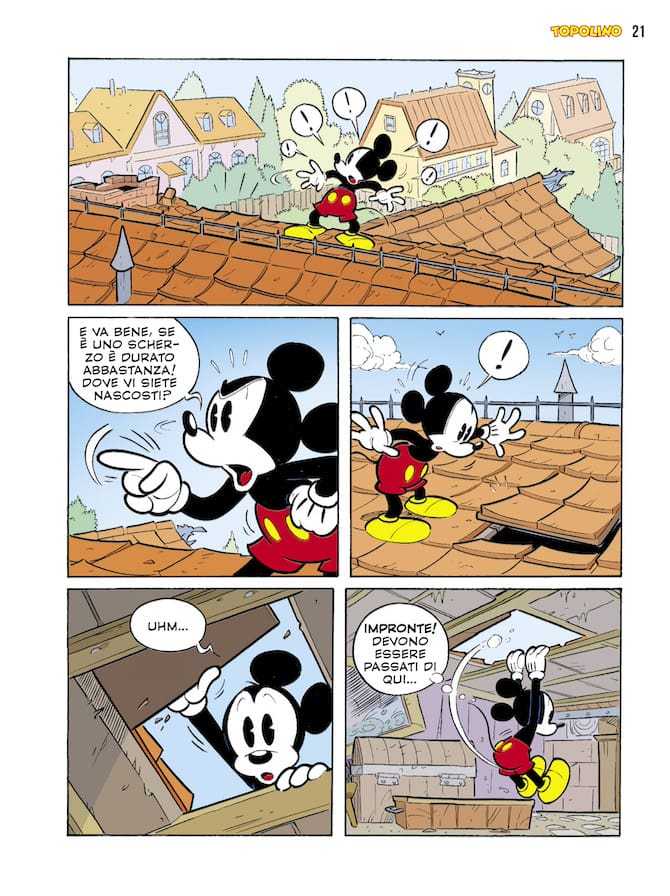 TOPOLINO 21
!
!
!
!
!
E VA BENE, SE
È UNO SCHER-
ZO È DURATO
ABBASTANZA!
DOVE VI SIETE
NASCOSTI?
!
UHM...
IMPRONTE!
DEVONO
ESSERE
PASSATI DI
QUI...